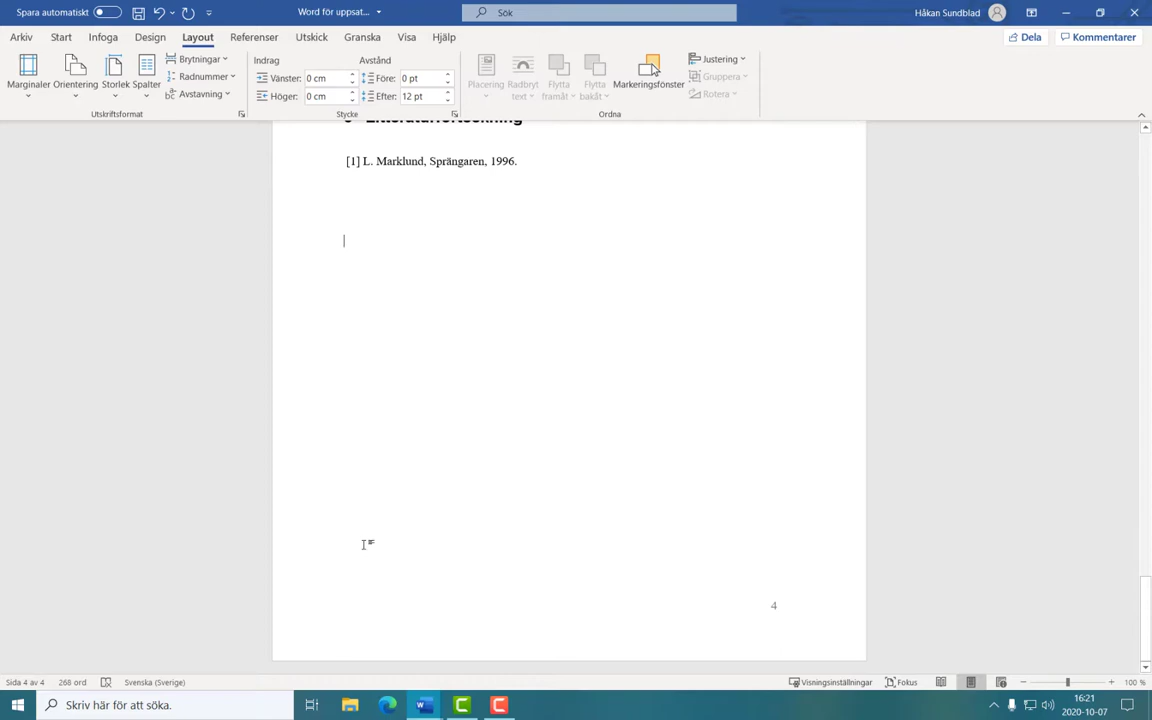 Spara automatiskt
Word för uppsat...
Sök
Håkan Sundblad
Arkiv
Start
Infoga
Design
Layout
Referenser
Utskick
Granska
Visa
Hjälp
Dela
Kommentarer
Marginaler
Orientering
Storlek
Spalter
Brytningar
Radnummer
Avstavning
Utskriftsformat
Indrag
Avstånd
Vänster: 0 cm
Höger: 0 cm
Före: 0 pt
Efter: 12 pt
Stycke
Placering
Radbryt
text
Flytta
framåt
Flytta
bakåt
Markeringsfönster
Justering
Gruppera
Rotera
Ordna
[1] L. Marklund, Sprängaren, 1996.
4
Sida 4 av 4
268 ord
Svenska (Sverige)
Visningsinställningar
Fokus
100 %
Skriv här för att söka.
16:21
2020-10-07